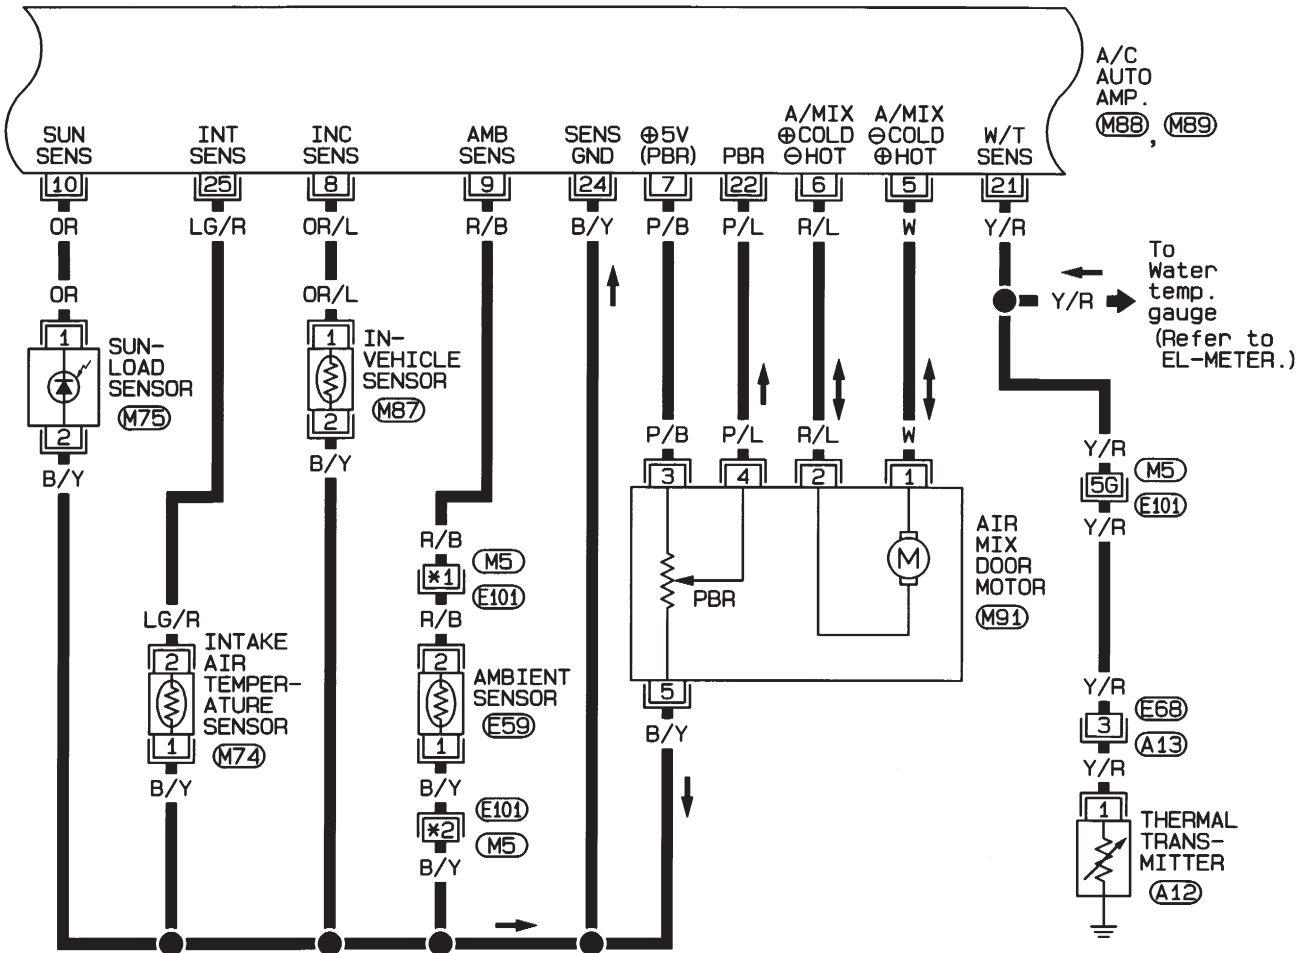 A/C
AUTO
AMP.
M88 , M89
SUN
SENS
INT
SENS
INC
SENS
AMB
SENS
SENS
GND
⊕5V
(PBR)
PBR
A/MIX
⊕COLD
⊖HOT
A/MIX
⊖COLD
⊕HOT
W/T
SENS
10 25 8 9 24 7 22 6 5 21
OR LG/R OR/L R/B B/Y P/B P/L R/L W Y/R
To
Water
temp.
gauge
(Refer to
EL-METER.)
Y/R
OR
OR/L
1
SUN-
LOAD
SENSOR
M75
2
B/Y
1
IN-
VEHICLE
SENSOR
M87
2
B/Y
P/B P/L R/L W
3 4 2 1
PBR
M
AIR
MIX
DOOR
MOTOR
M91
5
B/Y
Y/R
5G
M5
E101
Y/R
R/B
*1
M5
E101
R/B
2
AMBIENT
SENSOR
E59
1
B/Y
*2
E101
M5
B/Y
LG/R
2
INTAKE
AIR
TEMPER-
ATURE
SENSOR
M74
1
B/Y
Y/R
3
E68
A13
Y/R
1
THERMAL
TRANS-
MITTER
A12